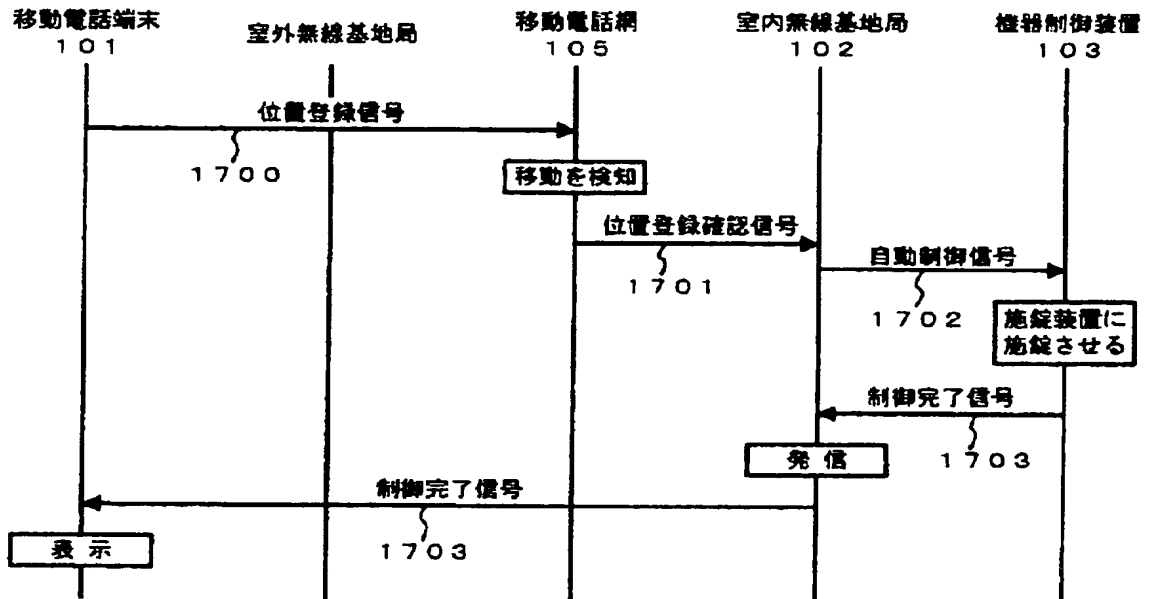 移動電話端末
101
室外無線基地局
移動電話網
105
室内無線基地局
102
機器制御装置
103
位置登録信号
1700
移動を検知
位置登録確認信号
1701
自動制御信号
1702
施錠装置に
施錠させる
制御完了信号
1703
発信
制御完了信号
1703
表示